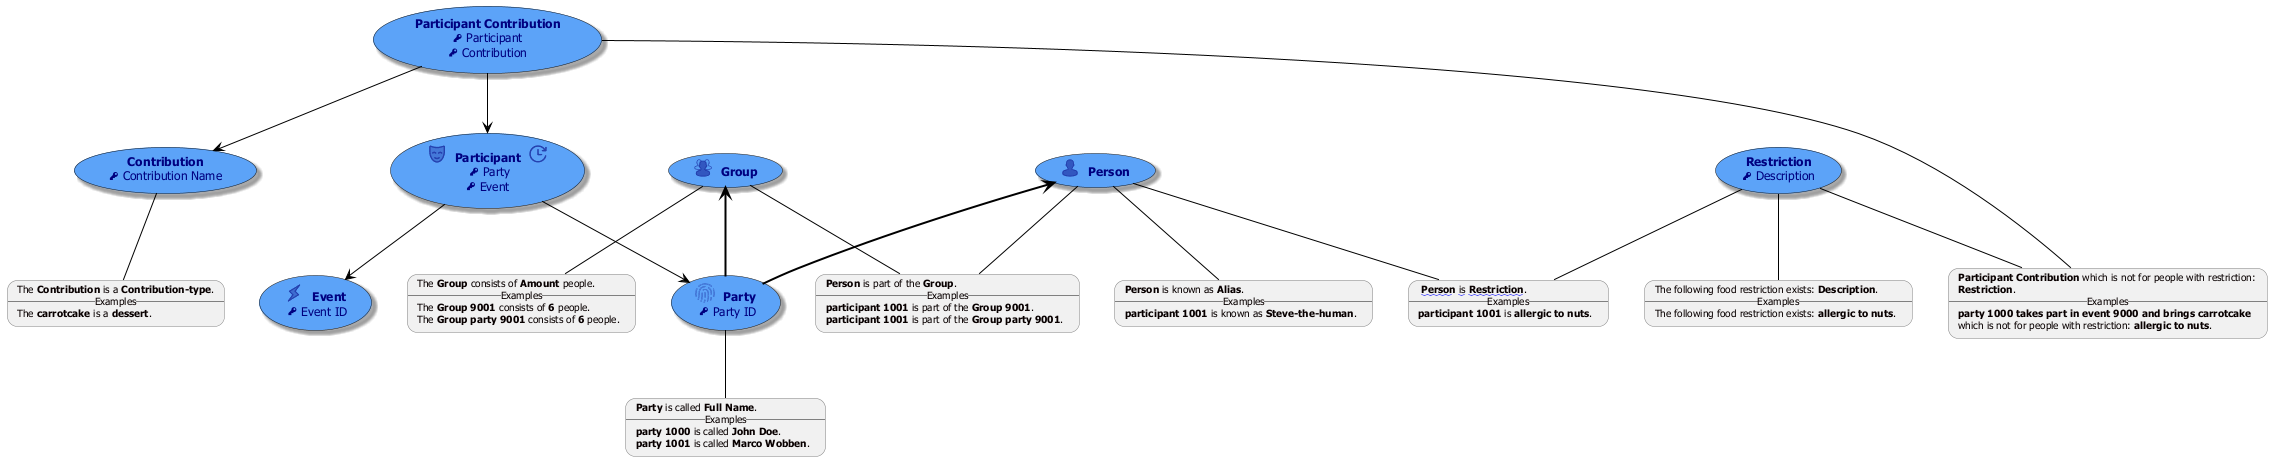 Participant Contribution
Participant
Contribution
Contribution
Contribution Name
Participant
Party
Event
Group
Person
Restriction
Description
The Contribution is a Contribution-type.
Examples
The carrotcake is a dessert.
Event
Event ID
The Group consists of Amount people.
Examples
The Group 9001 consists of 6 people.
The Group party 9001 consists of 6 people.
Party
Party ID
Person is part of the Group.
Examples
participant 1001 is part of the Group 9001.
participant 1001 is part of the Group party 9001.
Person is known as Alias.
Examples
participant 1001 is known as Steve-the-human.
Person is Restriction.
Examples
participant 1001 is allergic to nuts.
The following food restriction exists: Description.
Examples
The following food restriction exists: allergic to nuts.
Participant Contribution which is not for people with restriction:
Restriction.
Examples
party 1000 takes part in event 9000 and brings carrotcake
which is not for people with restriction: allergic to nuts.
Party is called Full Name.
Examples
party 1000 is called John Doe.
party 1001 is called Marco Wobben.